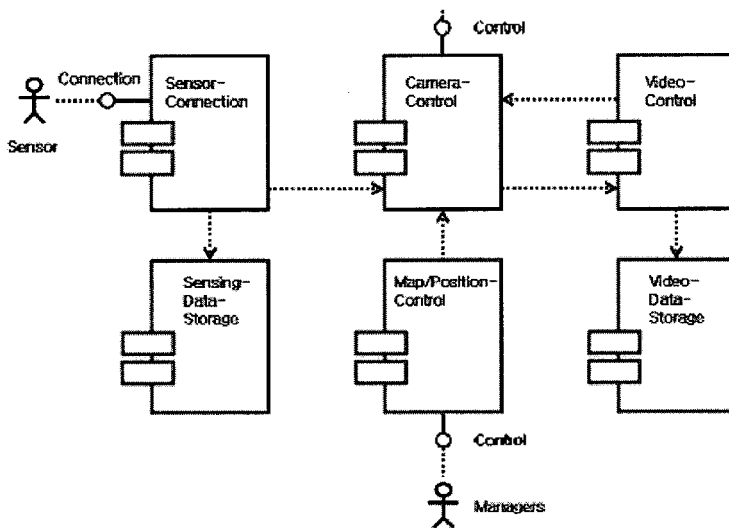 Control
Connection
Sensor-
Connection
Camera-
Control
Video-
Control
Sensor
Sensing-
Data-
Storage
Map/Position-
Control
Video-
Data-
Storage
Control
Managers